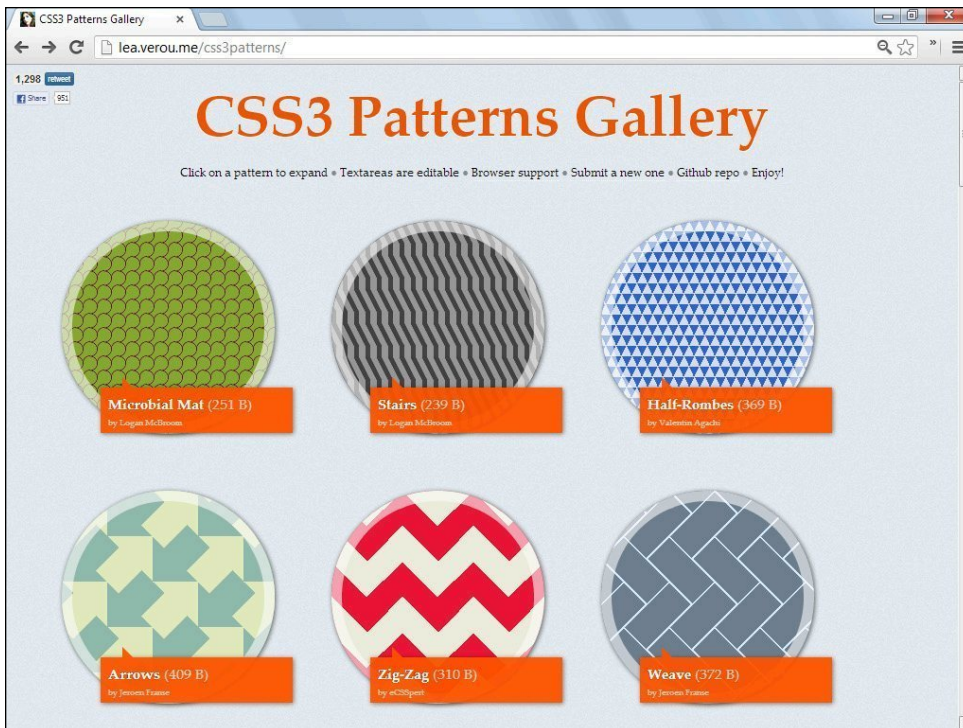 CSS3 Patterns Gallery
lea.verou.me/css3patterns/
1,298 retweet
Share 951
CSS3 Patterns Gallery
Click on a pattern to expand • Textareas are editable • Browser support • Submit a new one • Github repo • Enjoy!
Microbial Mat (251 B)
by Logan McBroom
Stairs (239 B)
by Logan McBroom
Half-Rombes (369 B)
by Valentin Agachi
Arrows (409 B)
by Jeroen Franse
Zig-Zag (310 B)
by eCSSpert
Weave (372 B)
by Jeroen Franse